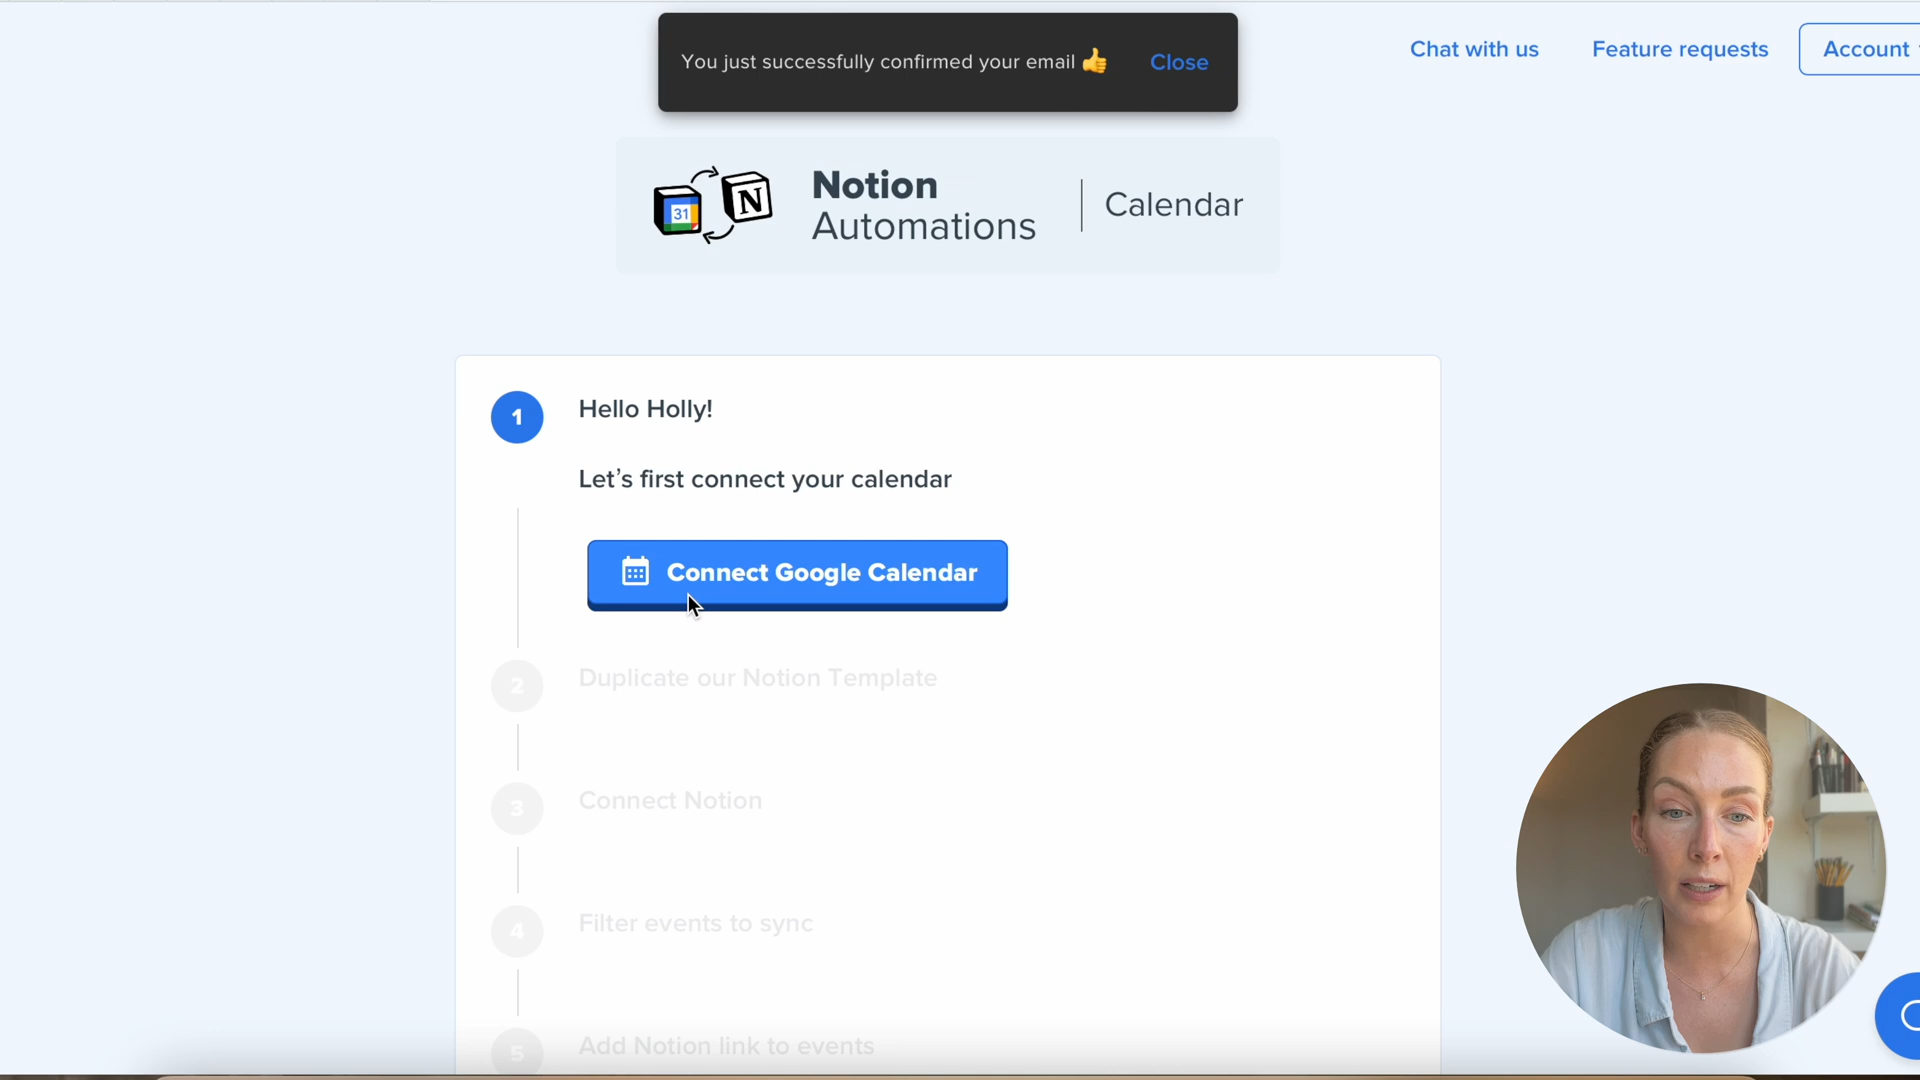 You just successfully confirmed your email 👍 Close
Chat with us
Feature requests
Account
31
N
Notion
Automations
Calendar
1
Hello Holly!
Let's first connect your calendar
Connect Google Calendar
2
Duplicate our Notion Template
3
Connect Notion
4
Filter events to sync
5
Add Notion link to events